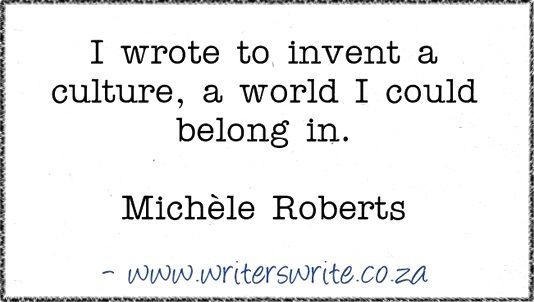 I wrote to invent a
culture, a world I could
belong in.
Michèle Roberts
- www.writerswrite.co.za